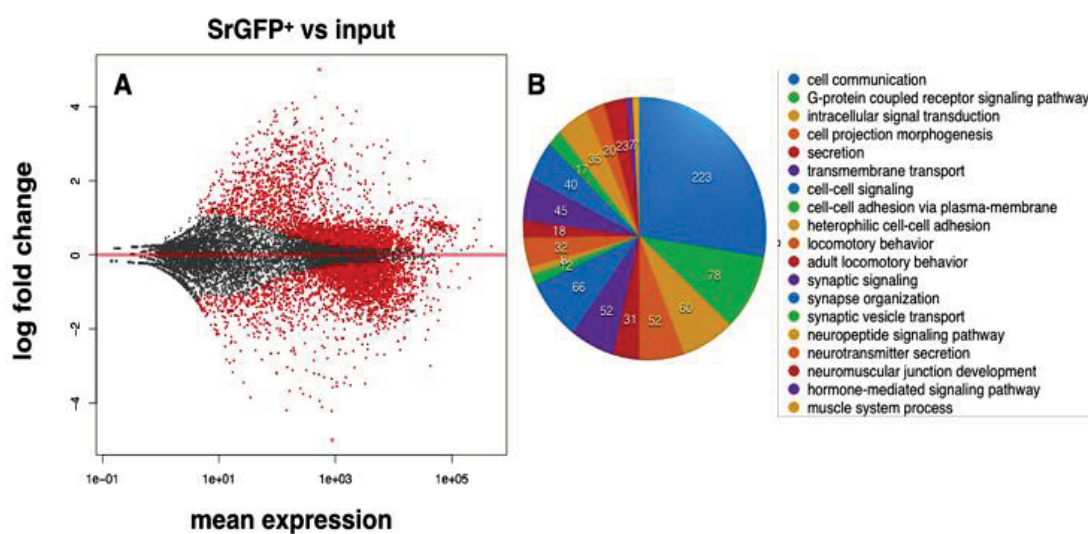 SrGFP+ vs input
A
log fold change
4
2
0
-2
-4
1e-01
1e+01
1e+03
1e+05
mean expression
B
223
78
60
52
31
52
66
12
32
18
45
40
17
35
20
23
7
cell communication
G-protein coupled receptor signaling pathway
intracellular signal transduction
cell projection morphogenesis
secretion
transmembrane transport
cell-cell signaling
cell-cell adhesion via plasma-membrane
heterophilic cell-cell adhesion
locomotory behavior
adult locomotory behavior
synaptic signaling
synapse organization
synaptic vesicle transport
neuropeptide signaling pathway
neurotransmitter secretion
neuromuscular junction development
hormone-mediated signaling pathway
muscle system process